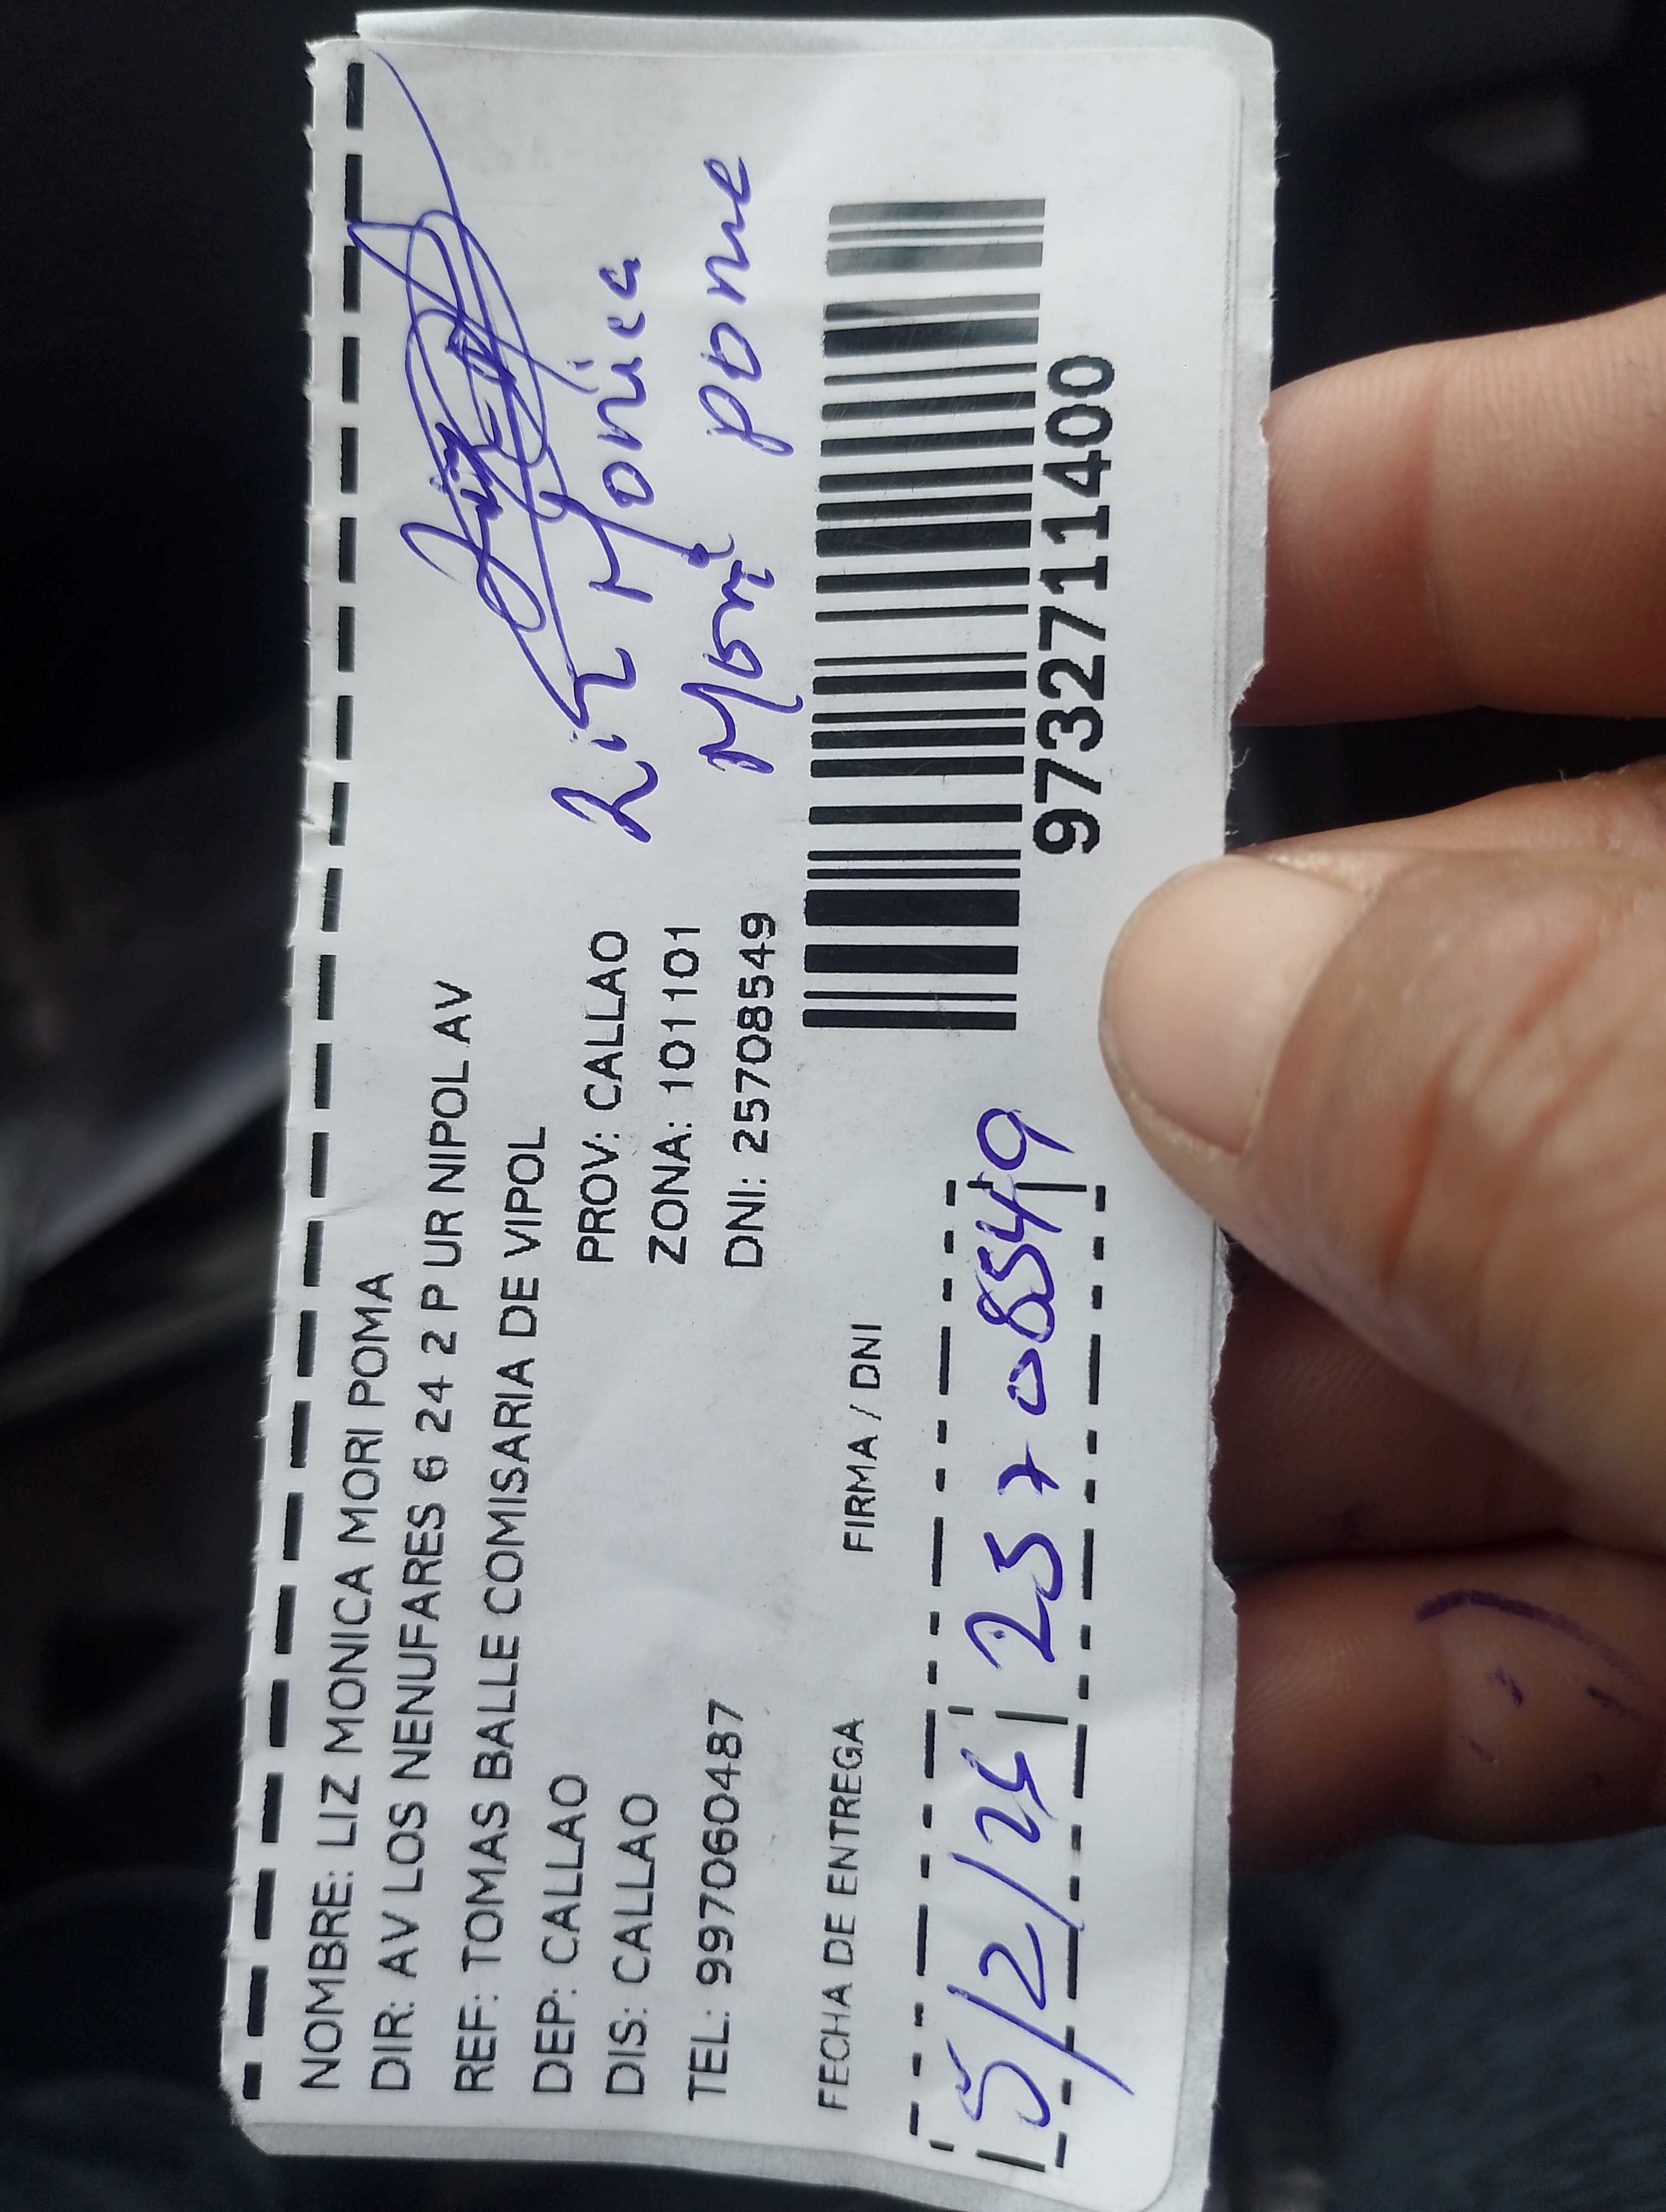 NOMBRE: LIZ MONICA MORI POMA
DIR: AV LOS NENUFARES 6 24 2 P UR NIPOL AV
REF: TOMAS BALLE COMISARIA DE VIPOL
DEP: CALLAO PROV: CALLAO
DIS: CALLAO ZONA: 101101
TEL: 997060487 DNI: 25708549
Liz Monica
Mori poma
FECHA DE ENTREGA FIRMA / DNI
5/2/24 25708549
9732711400